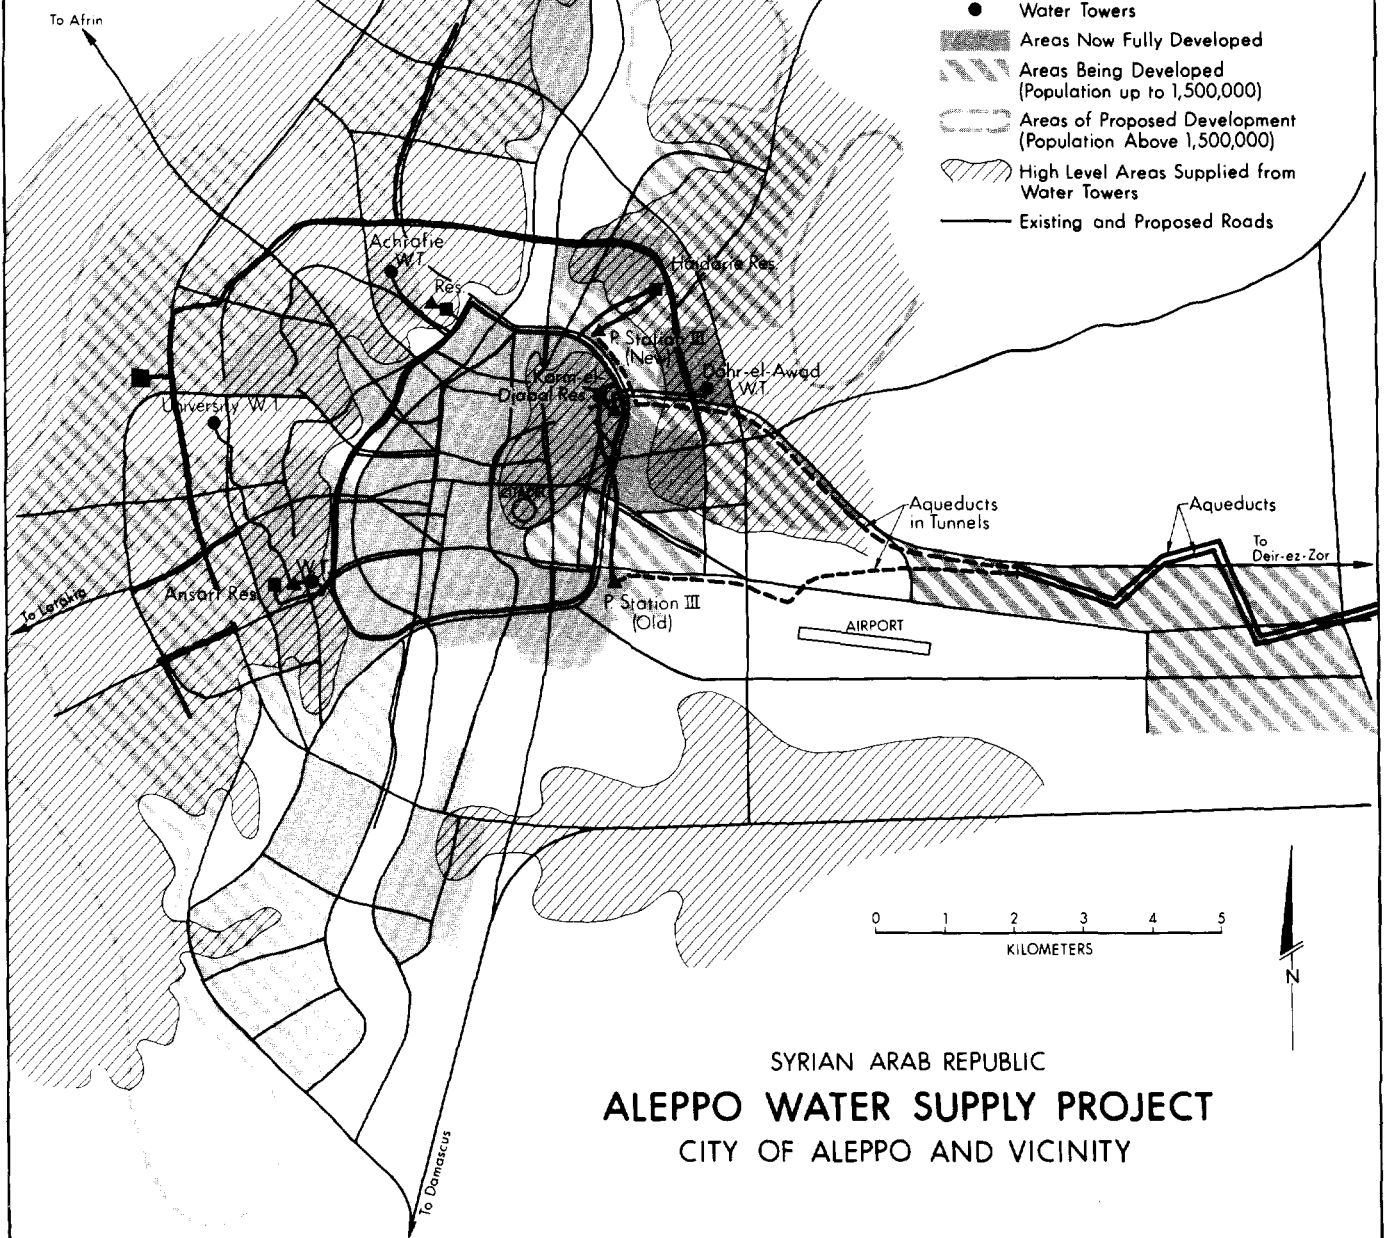 To Afrin
Water Towers
Areas Now Fully Developed
Areas Being Developed
(Population up to 1,500,000)
Areas of Proposed Development
(Population Above 1,500,000)
High Level Areas Supplied from
Water Towers
Existing and Proposed Roads
Achrafie
W.T.
Res.
Haidarie Res.
P. Station III
(New)
Dahr-el-Awad
W.T.
Karm-el-
Djabal Res.
University W.T.
Aqueducts
in Tunnels
Aqueducts
To
Deir-ez-Zor
W.T.
Ansari Res.
To Latakia
P. Station III
(Old)
AIRPORT
0 1 2 3 4 5
KILOMETERS
N
SYRIAN ARAB REPUBLIC
ALEPPO WATER SUPPLY PROJECT
CITY OF ALEPPO AND VICINITY
To Damascus